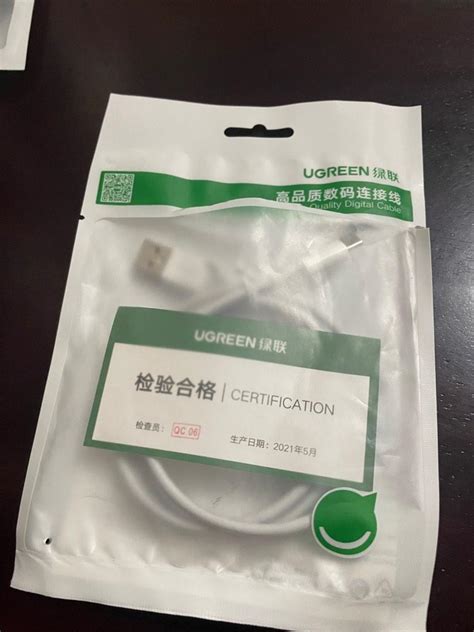 UGREEN 绿联
高品质数码连接线
Quality Digital Cable
UGREEN 绿联
检验合格 | CERTIFICATION
检查员： QC 06
生产日期：2021年5月